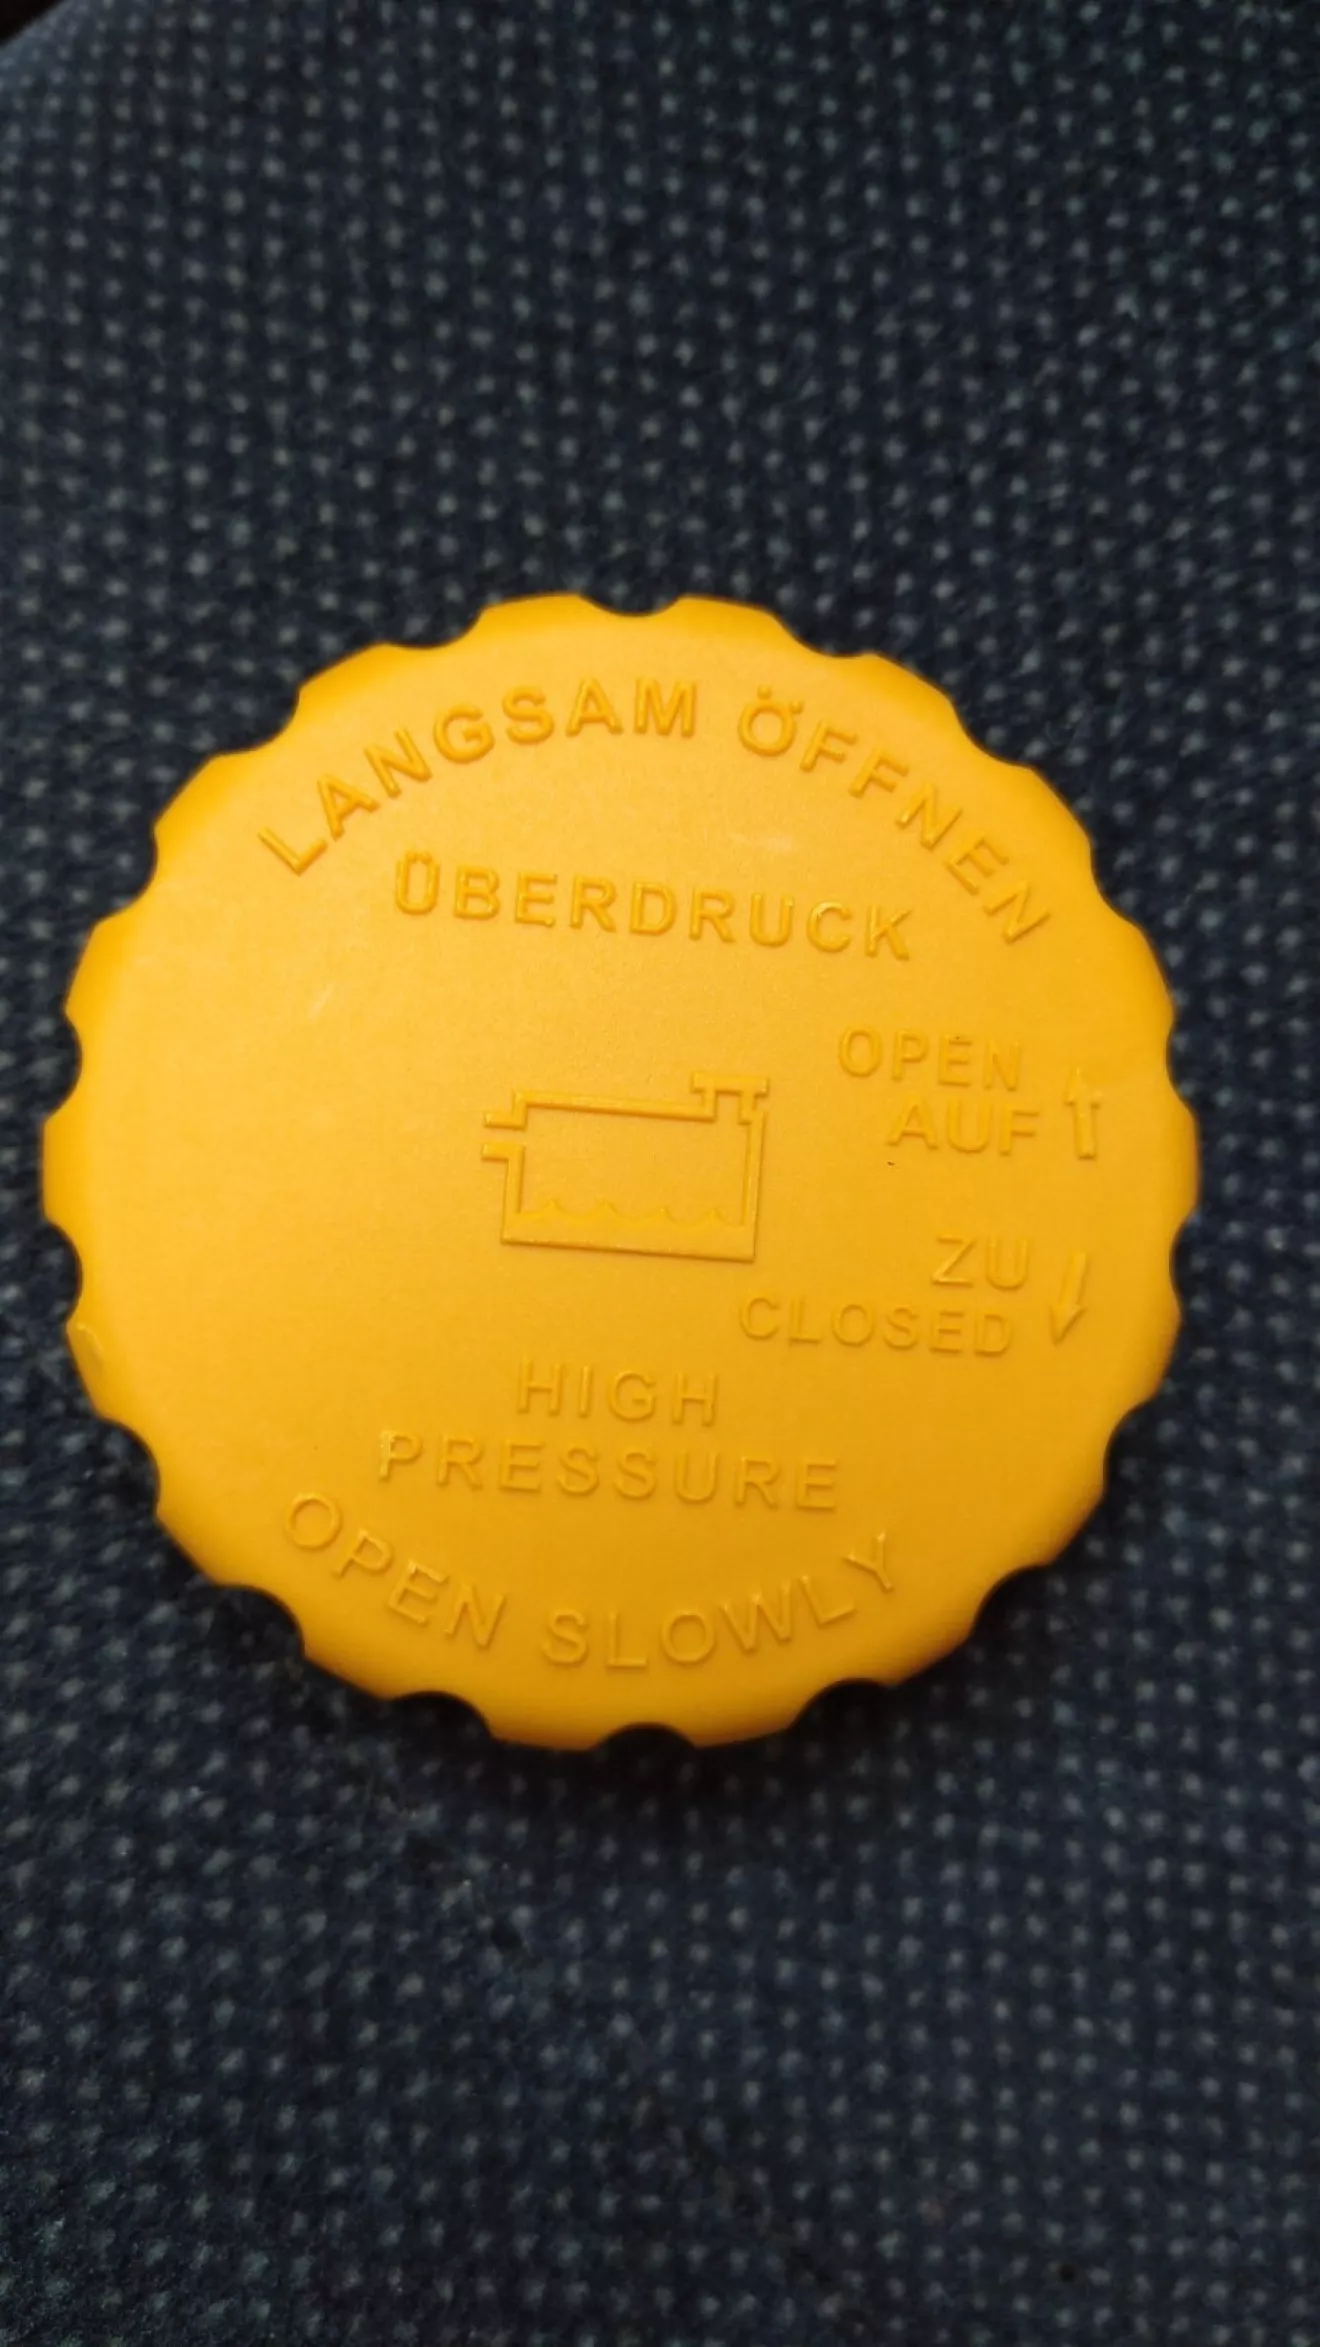 LANGSAM ÖFFNEN
ÜBERDRUCK
OPEN
AUF
ZU
CLOSED
HIGH
PRESSURE
OPEN SLOWLY